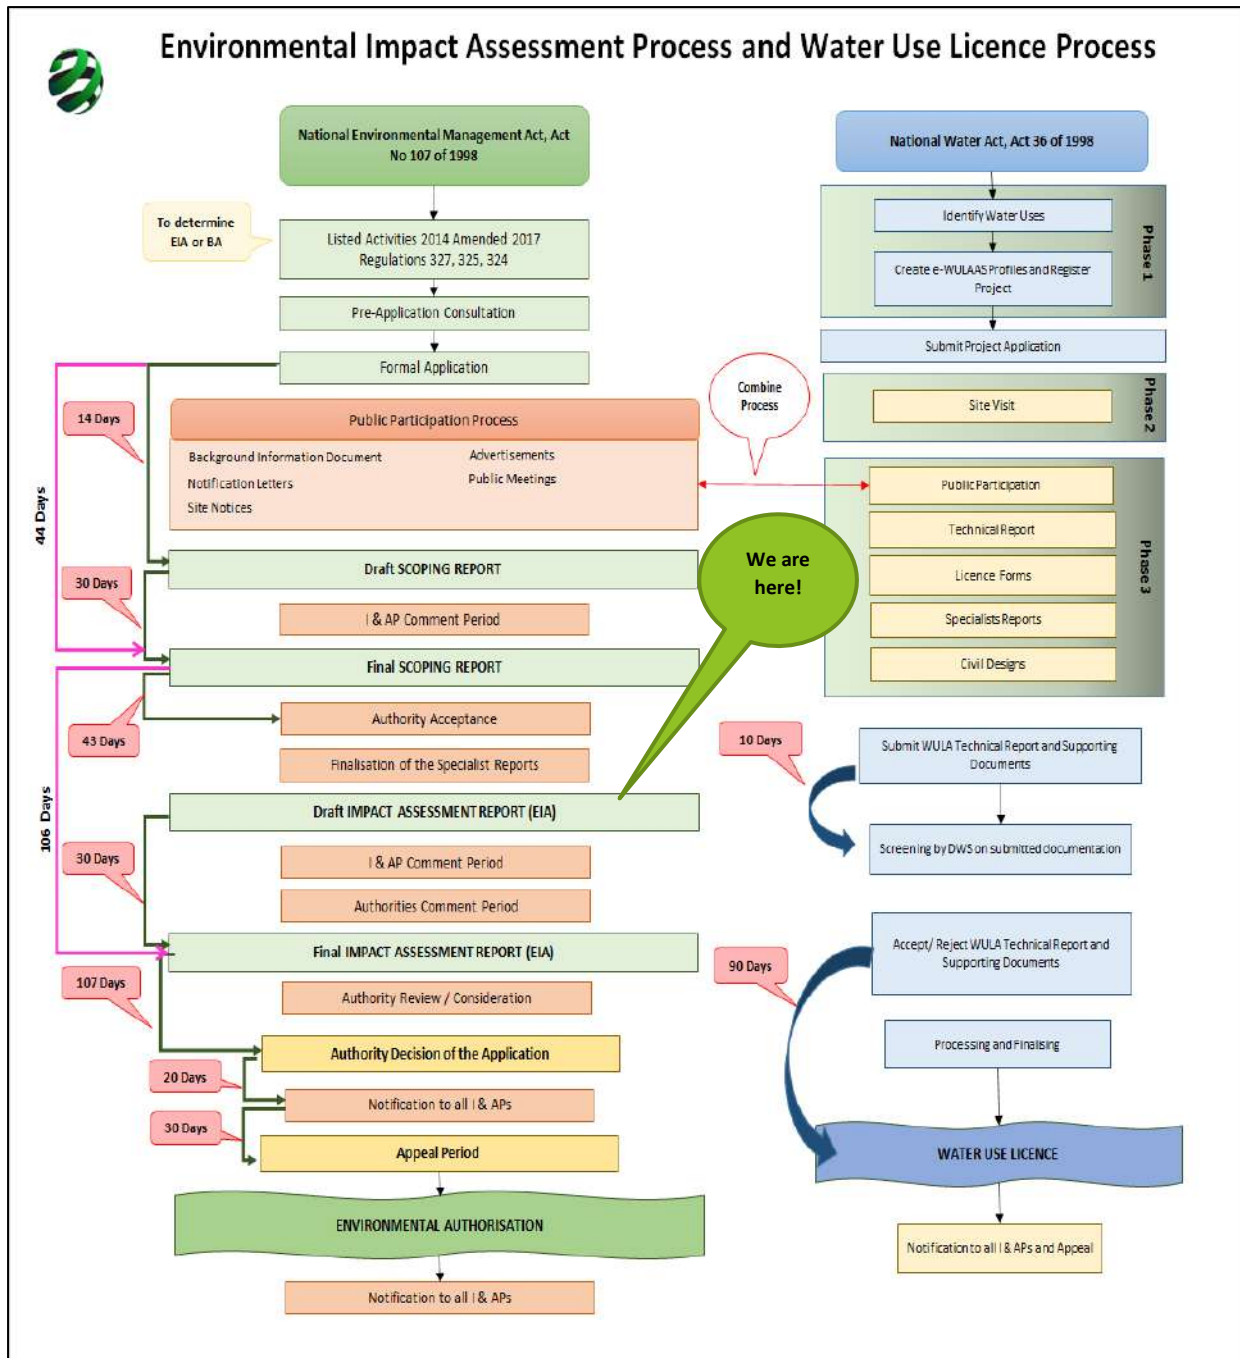 Environmental Impact Assessment Process and Water Use Licence Process
National Environmental Management Act, Act
No 107 of 1998
To determine
EIA or BA
Listed Activities 2014 Amended 2017
Regulations 327, 325, 324
Pre-Application Consultation
Formal Application
14 Days
44 Days
Public Participation Process
Background Information Document
Notification Letters
Site Notices
Advertisements
Public Meetings
Combine
Process
Draft SCOPING REPORT
30 Days
I & AP Comment Period
Final SCOPING REPORT
43 Days
Authority Acceptance
Finalisation of the Specialist Reports
106 Days
We are
here!
Draft IMPACT ASSESSMENT REPORT (EIA)
30 Days
I & AP Comment Period
Authorities Comment Period
Final IMPACT ASSESSMENT REPORT (EIA)
107 Days
Authority Review / Consideration
Authority Decision of the Application
20 Days
Notification to all I & APs
30 Days
Appeal Period
ENVIRONMENTAL AUTHORISATION
Notification to all I & APs
National Water Act, Act 36 of 1998
Identify Water Uses
Create e-WULAAS Profiles and Register
Project
Phase 1
Submit Project Application
Site Visit
Phase 2
Public Participation
Technical Report
Licence Forms
Specialists Reports
Civil Designs
Phase 3
10 Days
Submit WULA Technical Report and Supporting
Documents
Screening by DWS on submitted documentation
Accept/ Reject WULA Technical Report and
Supporting Documents
90 Days
Processing and Finalising
WATER USE LICENCE
Notification to all I & APs and Appeal